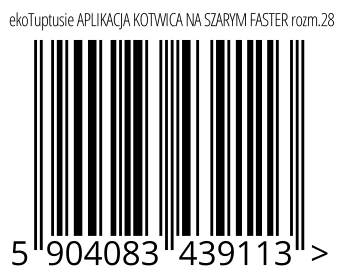 ekoTuptusie APLIKACJA KOTWICA NA SZARYM FASTER rozm.28
5 904083 439113 >